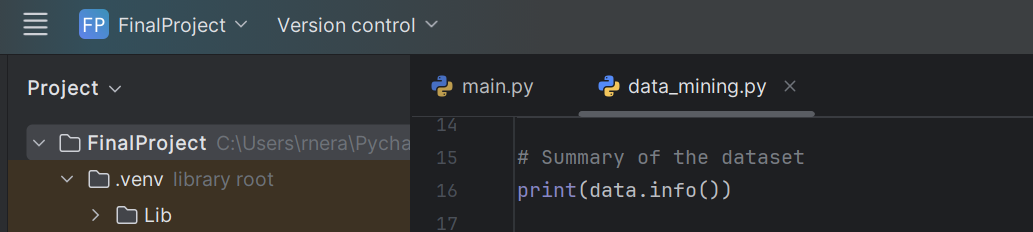 FP FinalProject Version control
Project
FinalProject C:\Users\rnera\Pycha
.venv library root
Lib
main.py data_mining.py
14
15 # Summary of the dataset
16 print(data.info())
17